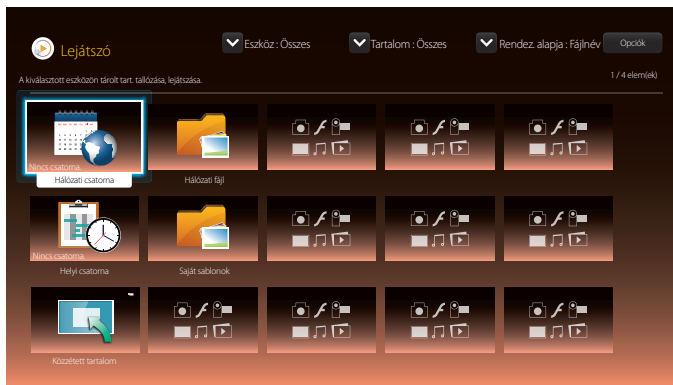 Lejátszó
Eszköz : Összes
Tartalom : Összes
Rendez. alapja : Fájlnév
Opciók
A kiválasztott eszközön tárolt tart. tallózása, lejátszása.
1 / 4 elem(ek)
Nincs csatorna.
Hálózati csatorna
Hálózati fájl
Nincs csatorna.
Helyi csatorna
Saját sablonok
Közzétett tartalom